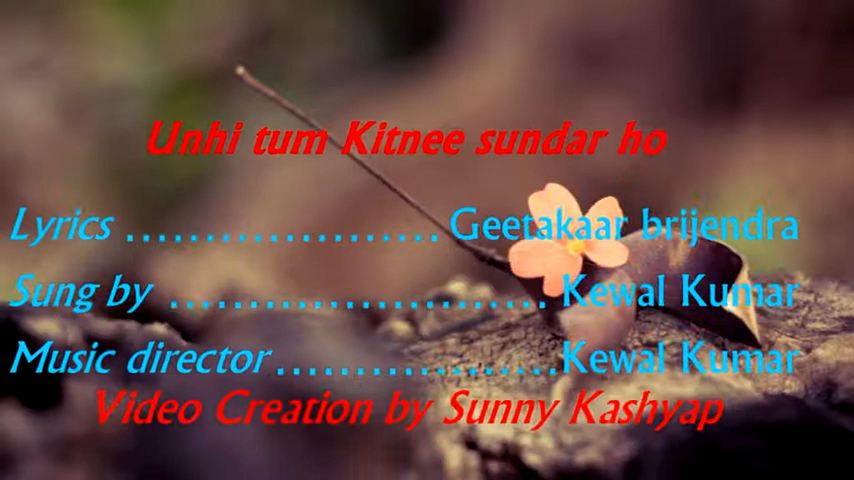 Unhi tum Kitnee sundar ho
Lyrics .................... Geetakaar brijendra
Sung by ........................ Kewal Kumar
Music director..................Kewal Kumar
Video Creation by Sunny Kashyap